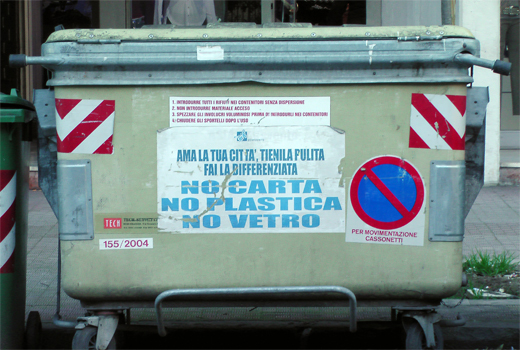 1. INTRODURRE TUTTI I RIFIUTI NEI CONTENITORI SENZA DISPERSIONE
2. NON INTRODURRE MATERIALE ACCESO
3. SPEZZARE GLI INVOLUCRI VOLUMINOSI PRIMA DI INTRODURLI NEI CONTENITORI
4. CHIUDERE GLI SPORTELLI DOPO L'USO
AMA LA TUA CITTA', TIENILA PULITA
FAI LA DIFFERENZIATA
NO CARTA
NO PLASTICA
NO VETRO
TECH
155/2004
PER MOVIMENTAZIONE
CASSONETTI